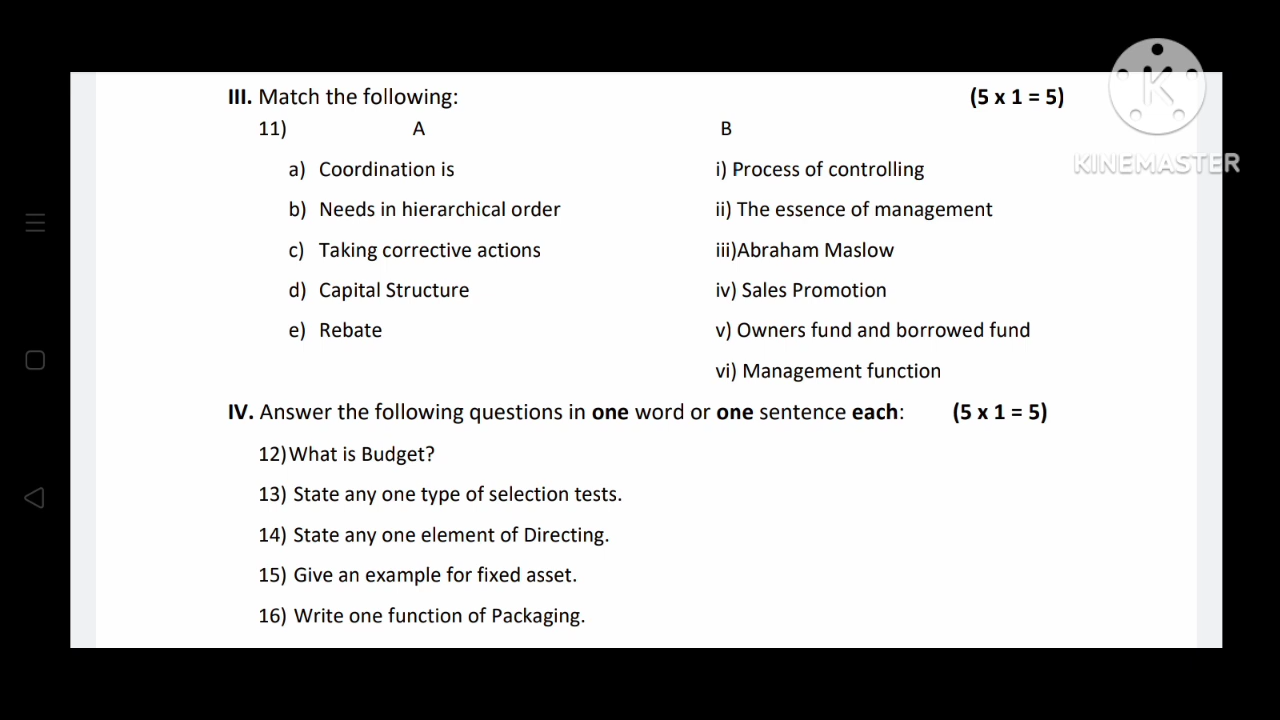 III. Match the following: (5 x 1 = 5)
11) A B
a) Coordination is i) Process of controlling
b) Needs in hierarchical order ii) The essence of management
c) Taking corrective actions iii)Abraham Maslow
d) Capital Structure iv) Sales Promotion
e) Rebate v) Owners fund and borrowed fund
vi) Management function
IV. Answer the following questions in one word or one sentence each: (5 x 1 = 5)
12)What is Budget?
13) State any one type of selection tests.
14) State any one element of Directing.
15) Give an example for fixed asset.
16) Write one function of Packaging.
K
KINEMASTER